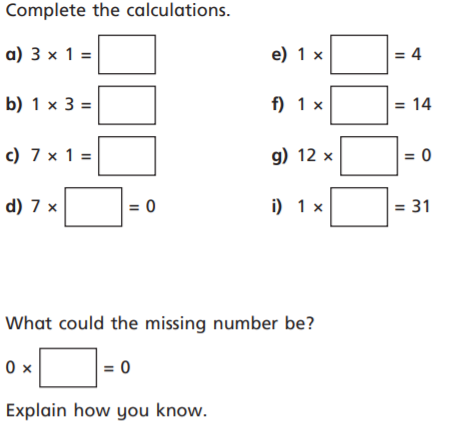 Complete the calculations.
a) 3 × 1 =
e) 1 × = 4
b) 1 × 3 =
f) 1 × = 14
c) 7 × 1 =
g) 12 × = 0
d) 7 × = 0
i) 1 × = 31
What could the missing number be?
0 × = 0
Explain how you know.